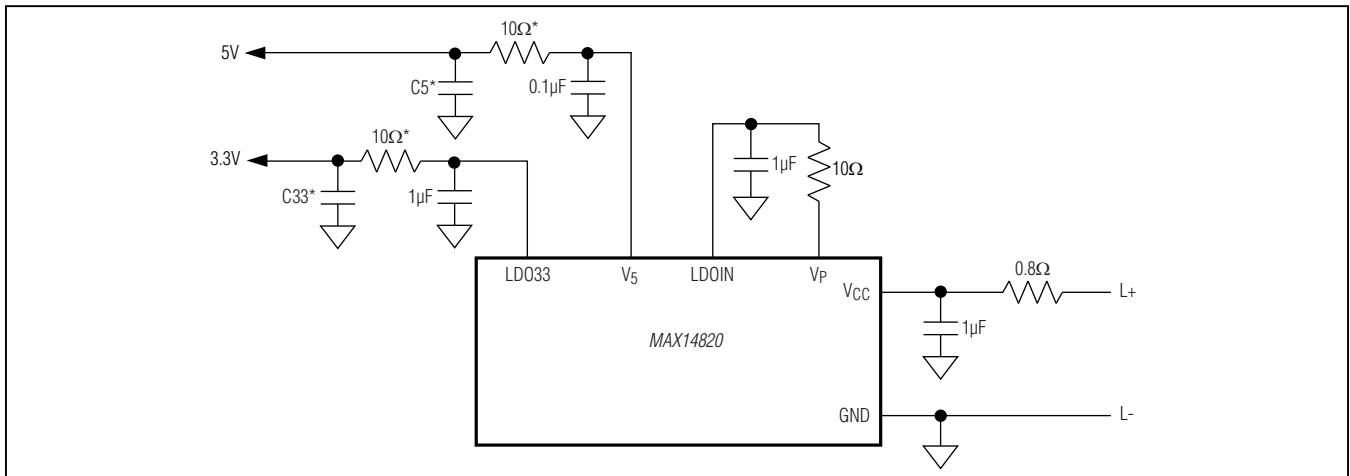 10Ω*
5V
C5*
0.1µF
10Ω*
3.3V
C33*
1µF
1µF
10Ω
LDO33
V5
LDOIN
VP
VCC
0.8Ω
L+
1µF
MAX14820
GND
L-